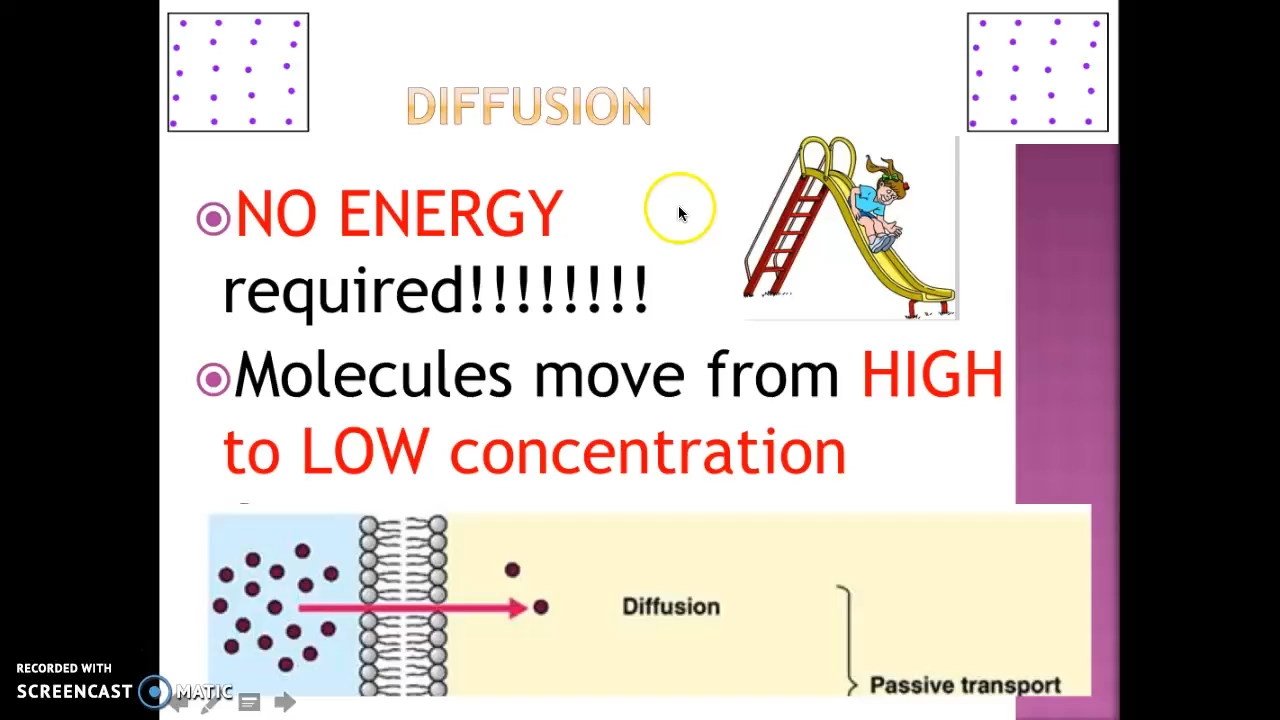 DIFFUSION
NO ENERGY
required!!!!!!!!
Molecules move from HIGH
to LOW concentration
Diffusion
Passive transport
RECORDED WITH
SCREENCAST MATIC